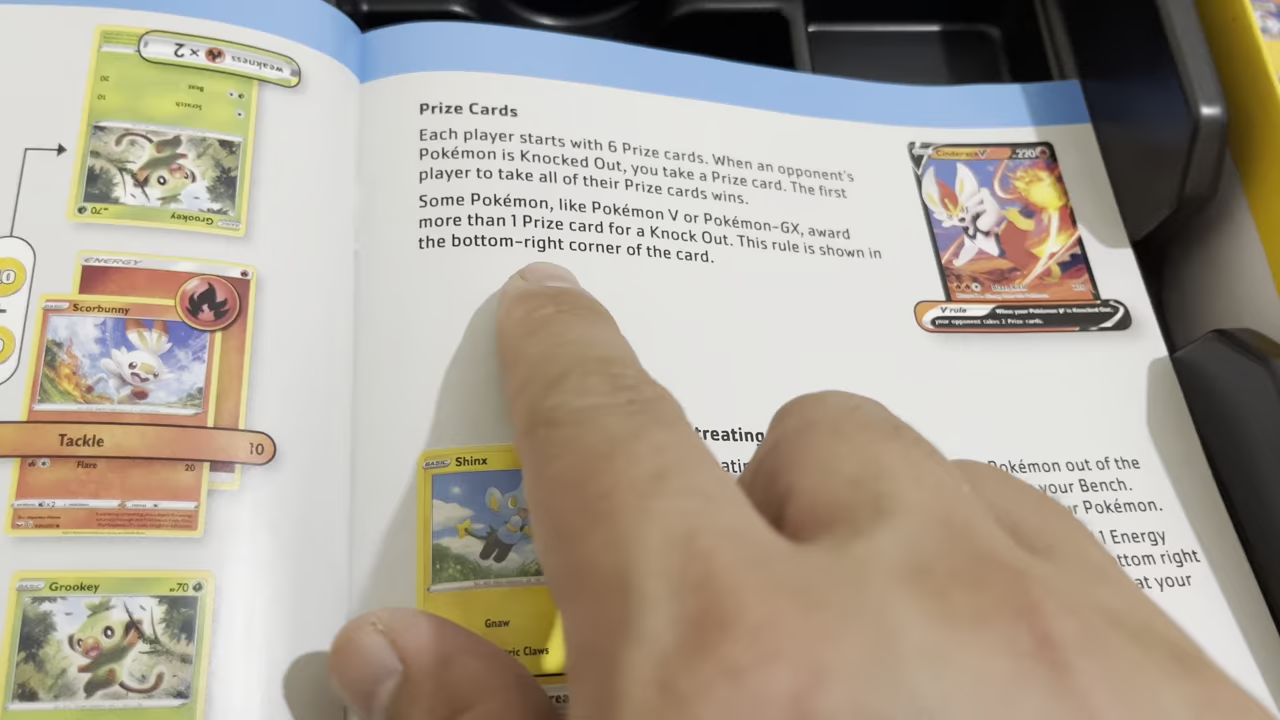 weakness ×2
20
Beat
10
Scratch
70
Grookey
BASIC
ENERGY
Scorbunny
Tackle 10
Flare 20
BASIC Grookey 70
Prize Cards
Each player starts with 6 Prize cards. When an opponent's
Pokémon is Knocked Out, you take a Prize card. The first
player to take all of their Prize cards wins.
Some Pokémon, like Pokémon V or Pokémon-GX, award
more than 1 Prize card for a Knock Out. This rule is shown in
the bottom-right corner of the card.
Cinderace V 220
V rule When your Pokémon V is Knocked Out,
your opponent takes 2 Prize cards.
treating
Pokémon out of the
your Bench.
Pokémon.
1 Energy
ttom right
at your
BASIC Shinx
Gnaw
ric Claws